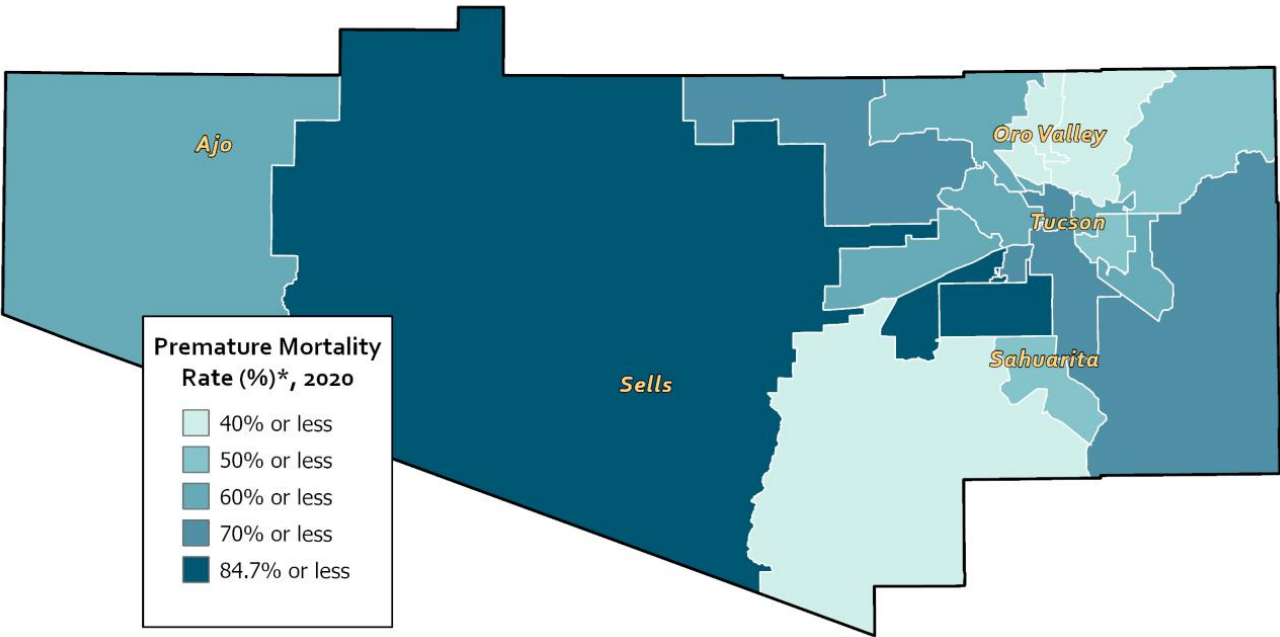 Ajo
Oro Valley
Tucson
Sahuarita
Sells
Premature Mortality
Rate (%)*, 2020
40% or less
50% or less
60% or less
70% or less
84.7% or less